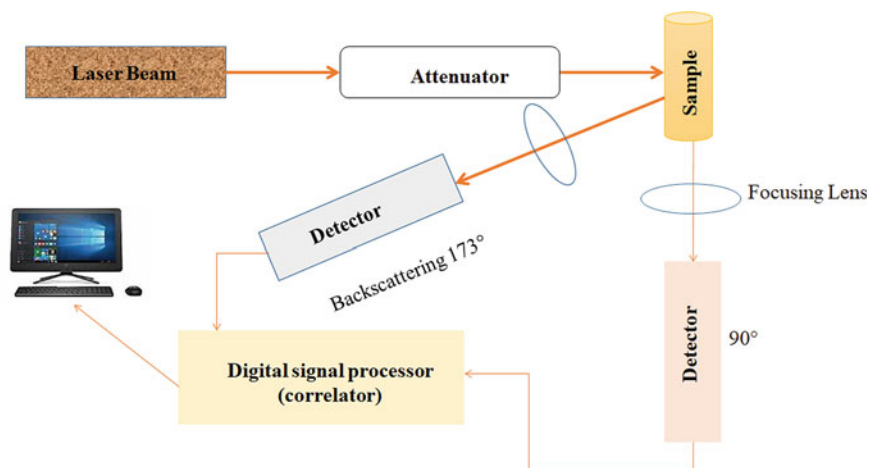 Laser Beam
Attenuator
Sample
Focusing Lens
Detector
Backscattering 173°
Detector
90°
Digital signal processor
(correlator)